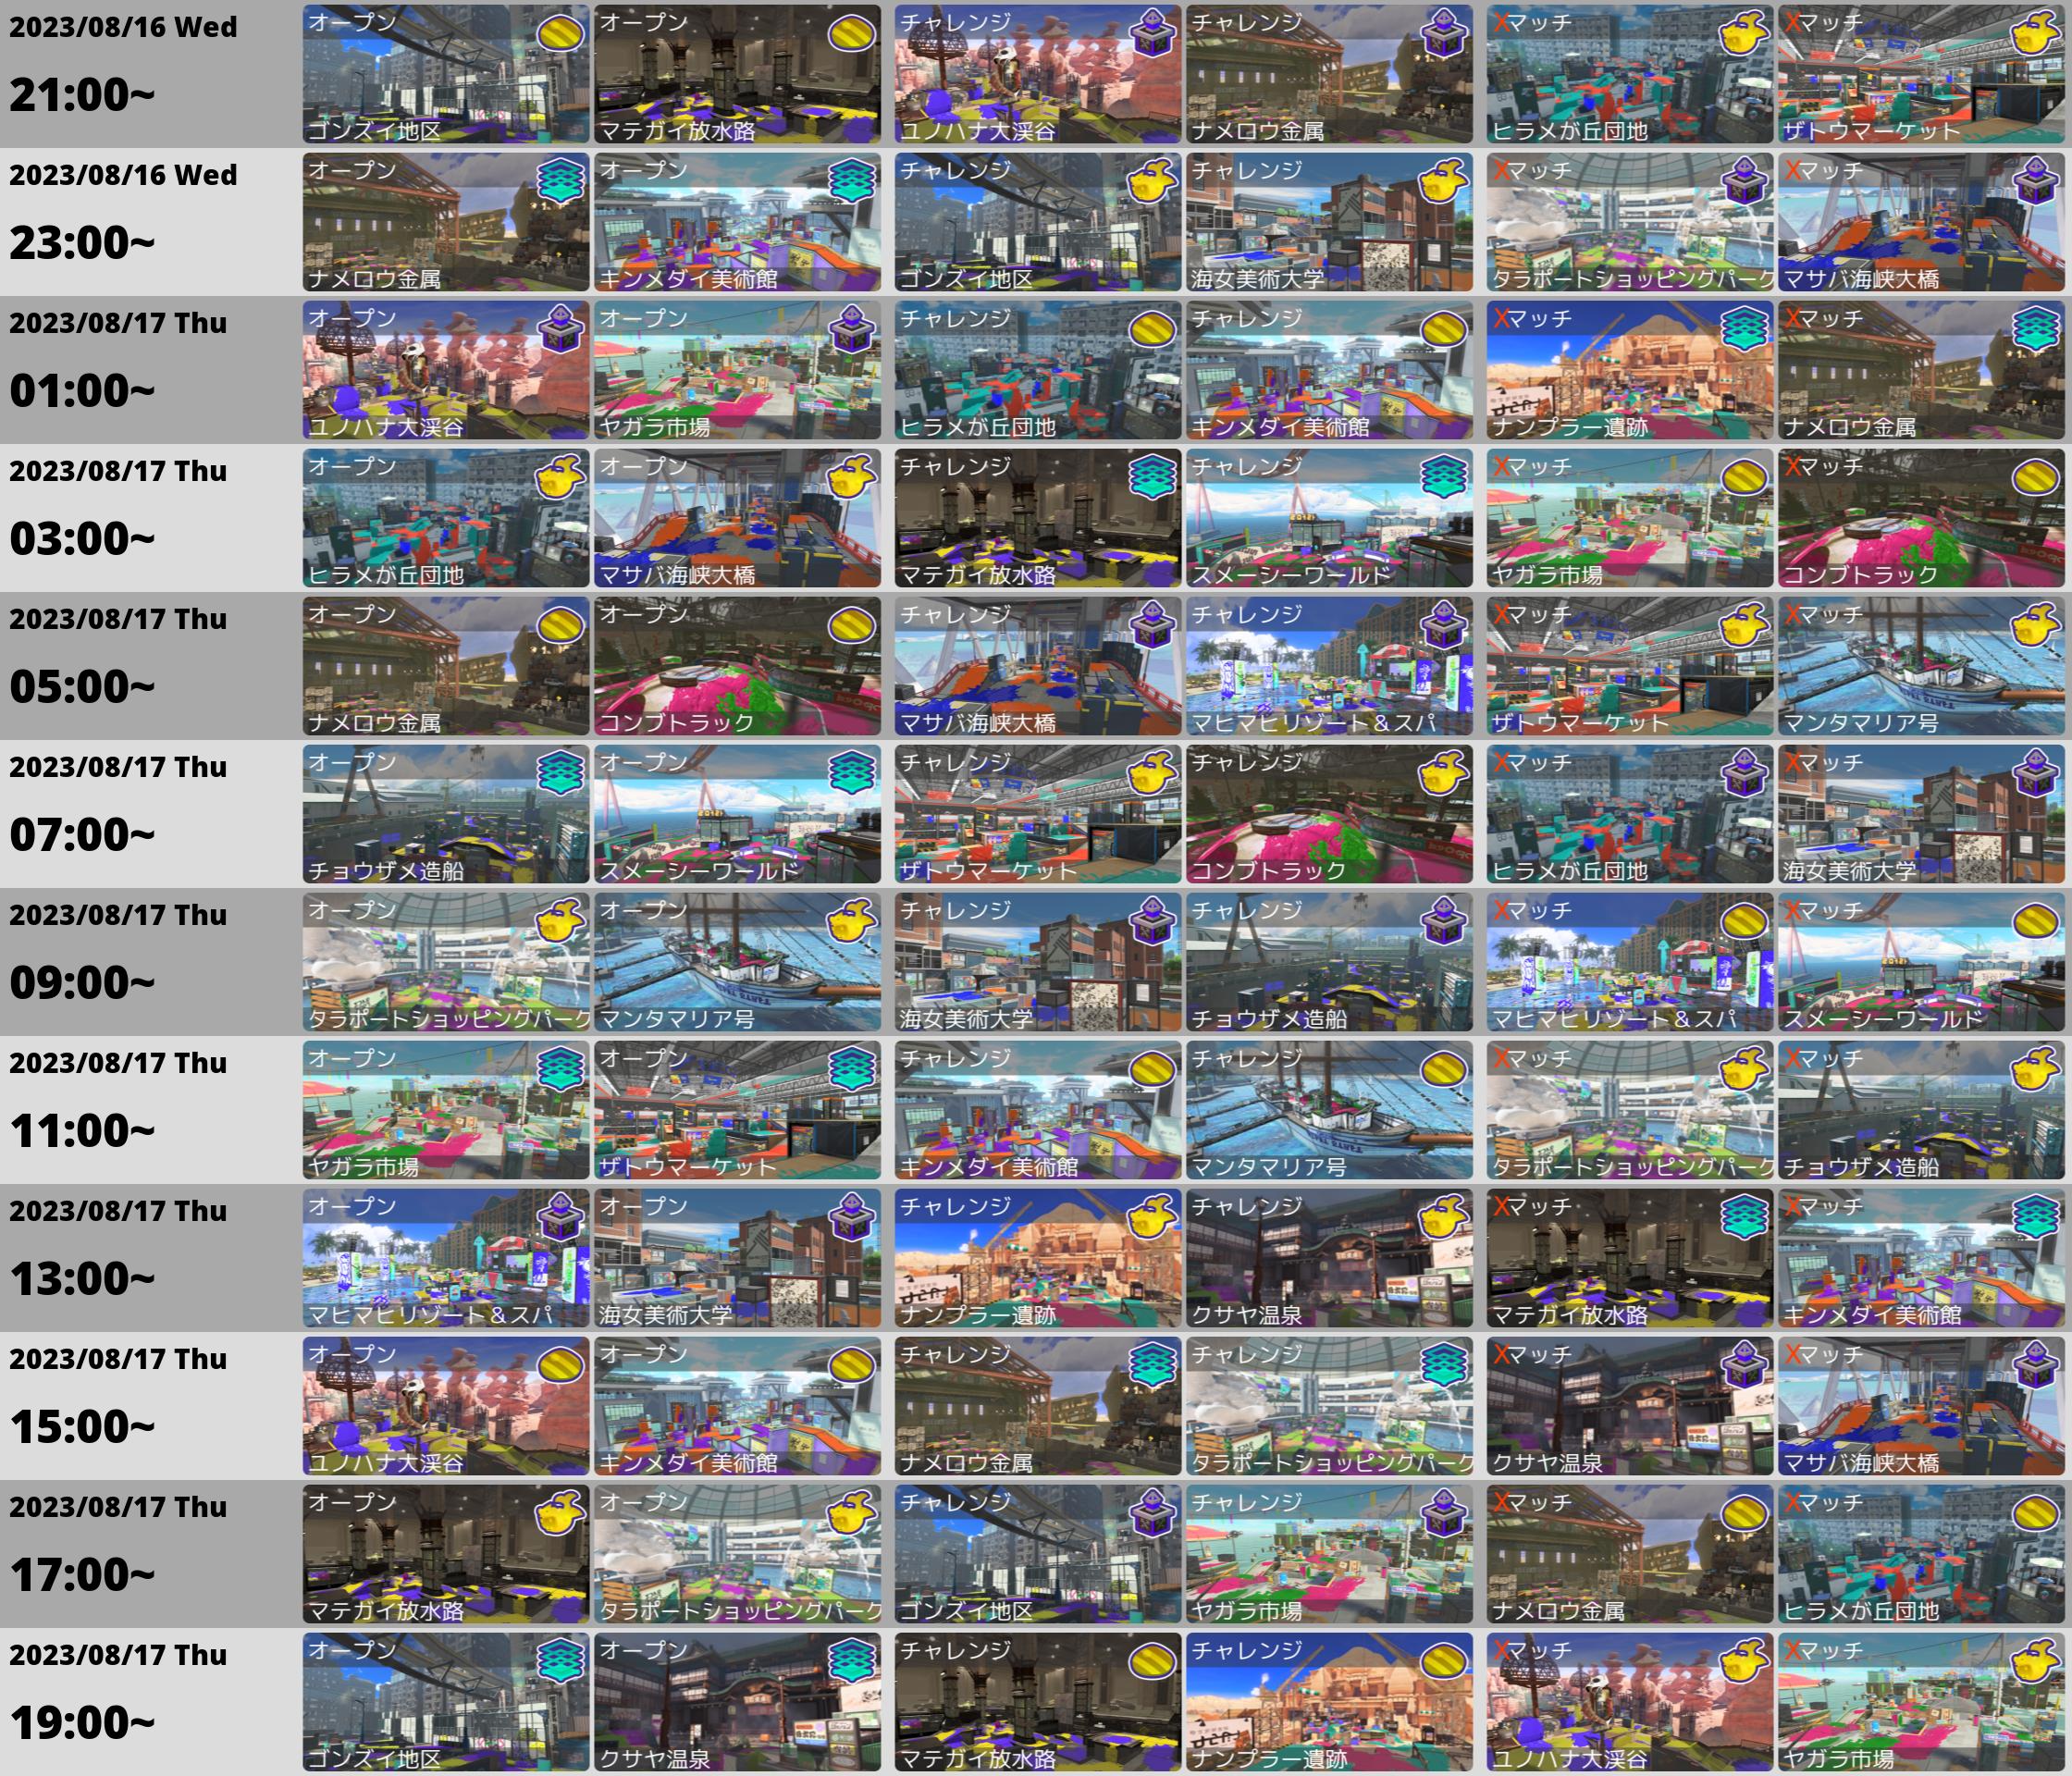 2023/08/16 Wed
21:00~
オープン オープン チャレンジ チャレンジ Xマッチ Xマッチ
ゴンズイ地区 マテガイ放水路 ユノハナ大渓谷 ナメロウ金属 ヒラメが丘団地 ザトウマーケット
2023/08/16 Wed
23:00~
オープン オープン チャレンジ チャレンジ Xマッチ Xマッチ
ナメロウ金属 キンメダイ美術館 ゴンズイ地区 海女美術大学 タラポートショッピングパーク マサバ海峡大橋
2023/08/17 Thu
01:00~
オープン オープン チャレンジ チャレンジ Xマッチ Xマッチ
ユノハナ大渓谷 ヤガラ市場 ヒラメが丘団地 キンメダイ美術館 ナンプラー遺跡 ナメロウ金属
2023/08/17 Thu
03:00~
オープン オープン チャレンジ チャレンジ Xマッチ Xマッチ
ヒラメが丘団地 マサバ海峡大橋 マテガイ放水路 スメーシーワールド ヤガラ市場 コンブトラック
2023/08/17 Thu
05:00~
オープン オープン チャレンジ チャレンジ Xマッチ Xマッチ
ナメロウ金属 コンブトラック マサバ海峡大橋 マヒマヒリゾート＆スパ ザトウマーケット マンタマリア号
2023/08/17 Thu
07:00~
オープン オープン チャレンジ チャレンジ Xマッチ Xマッチ
チョウザメ造船 スメーシーワールド ザトウマーケット コンブトラック ヒラメが丘団地 海女美術大学
2023/08/17 Thu
09:00~
オープン オープン チャレンジ チャレンジ Xマッチ Xマッチ
タラポートショッピングパーク マンタマリア号 海女美術大学 チョウザメ造船 マヒマヒリゾート＆スパ スメーシーワールド
2023/08/17 Thu
11:00~
オープン オープン チャレンジ チャレンジ Xマッチ Xマッチ
ヤガラ市場 ザトウマーケット キンメダイ美術館 マンタマリア号 タラポートショッピングパーク チョウザメ造船
2023/08/17 Thu
13:00~
オープン オープン チャレンジ チャレンジ Xマッチ Xマッチ
マヒマヒリゾート＆スパ 海女美術大学 ナンプラー遺跡 クサヤ温泉 マテガイ放水路 キンメダイ美術館
2023/08/17 Thu
15:00~
オープン オープン チャレンジ チャレンジ Xマッチ Xマッチ
ユノハナ大渓谷 キンメダイ美術館 ナメロウ金属 タラポートショッピングパーク クサヤ温泉 マサバ海峡大橋
2023/08/17 Thu
17:00~
オープン オープン チャレンジ チャレンジ Xマッチ Xマッチ
マテガイ放水路 タラポートショッピングパーク ゴンズイ地区 ヤガラ市場 ナメロウ金属 ヒラメが丘団地
2023/08/17 Thu
19:00~
オープン オープン チャレンジ チャレンジ Xマッチ Xマッチ
ゴンズイ地区 クサヤ温泉 マテガイ放水路 ナンプラー遺跡 ユノハナ大渓谷 ヤガラ市場